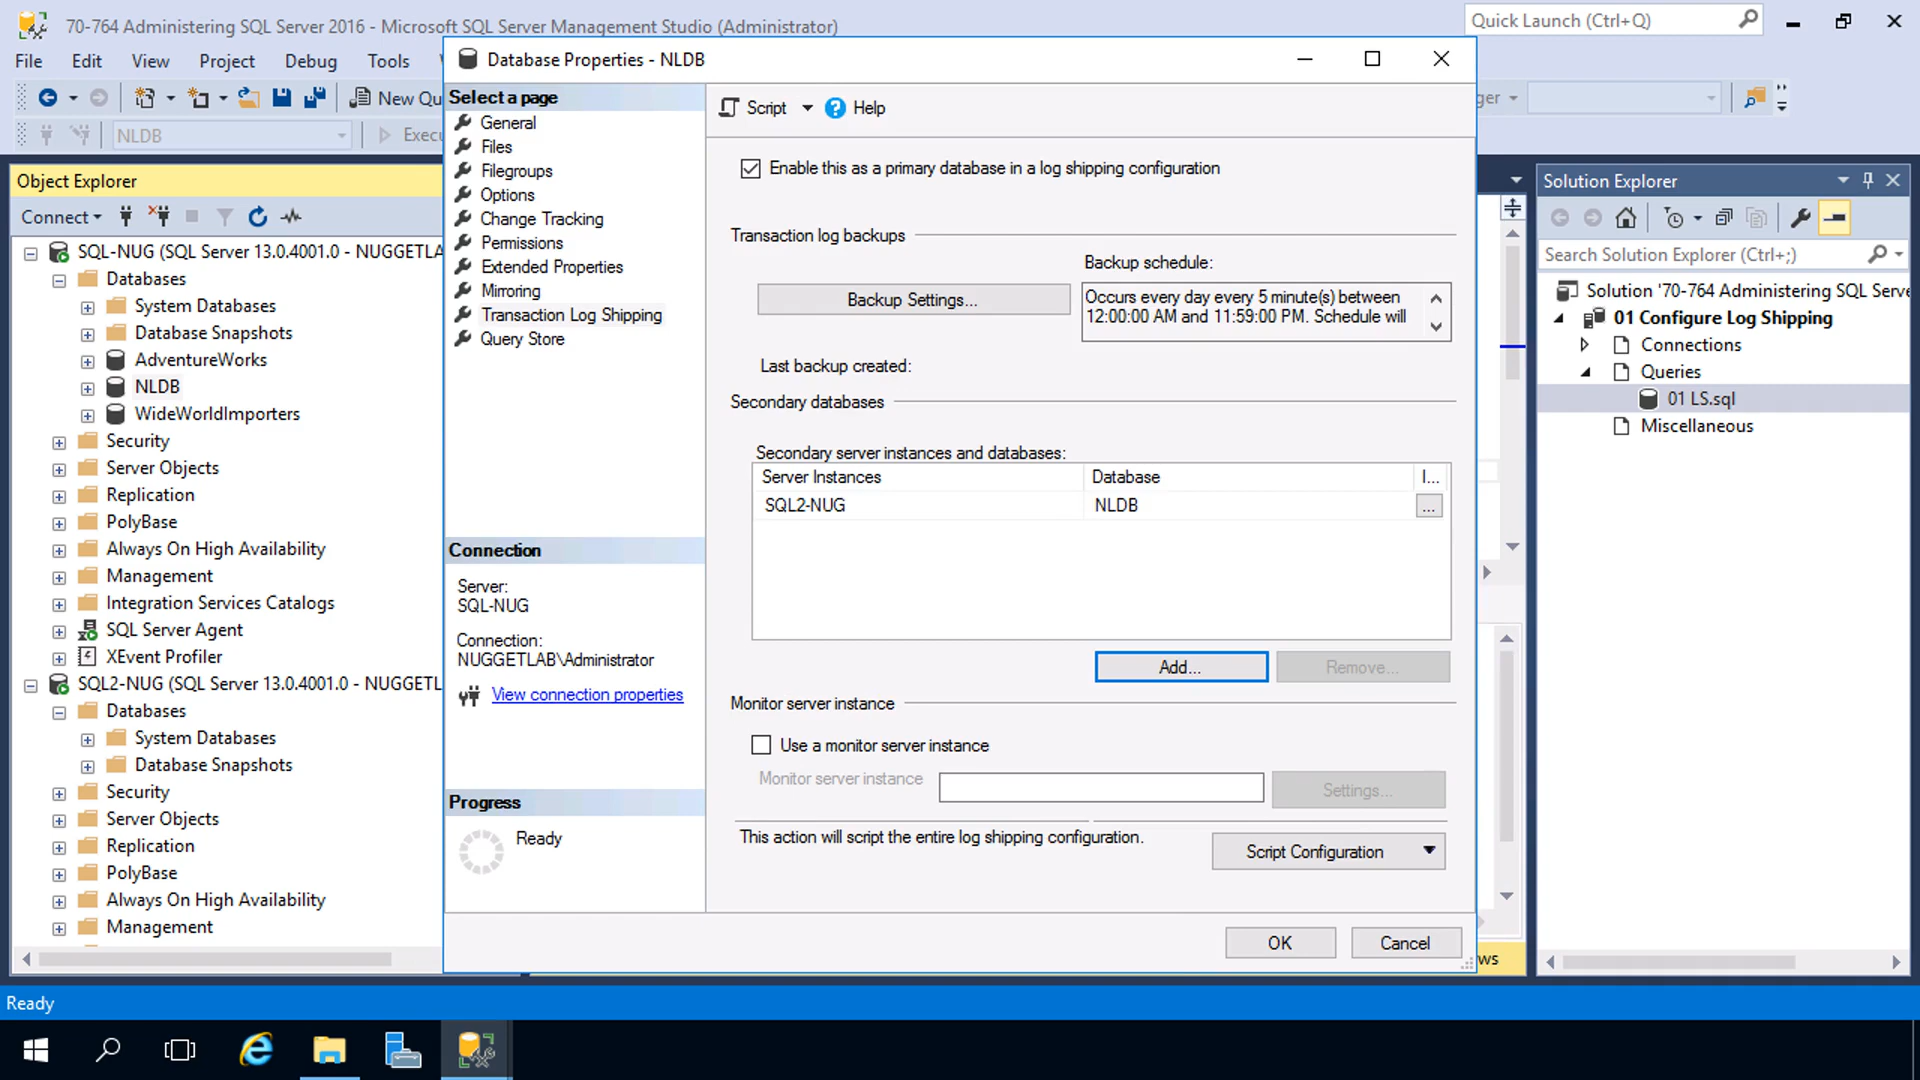 70-764 Administering SQL Server 2016 - Microsoft SQL Server Management Studio (Administrator)
Quick Launch (Ctrl+Q)
File Edit View Project Debug Tools
New Qu
ger
NLDB
Execu
Object Explorer
Connect
SQL-NUG (SQL Server 13.0.4001.0 - NUGGETLA
Databases
System Databases
Database Snapshots
AdventureWorks
NLDB
WideWorldImporters
Security
Server Objects
Replication
PolyBase
Always On High Availability
Management
Integration Services Catalogs
SQL Server Agent
XEvent Profiler
SQL2-NUG (SQL Server 13.0.4001.0 - NUGGETL
Databases
System Databases
Database Snapshots
Security
Server Objects
Replication
PolyBase
Always On High Availability
Management
Database Properties - NLDB
Select a page
General
Files
Filegroups
Options
Change Tracking
Permissions
Extended Properties
Mirroring
Transaction Log Shipping
Query Store
Connection
Server:
SQL-NUG
Connection:
NUGGETLAB\Administrator
View connection properties
Progress
Ready
Script
Help
Enable this as a primary database in a log shipping configuration
Transaction log backups
Backup schedule:
Backup Settings...
Occurs every day every 5 minute(s) between
12:00:00 AM and 11:59:00 PM. Schedule will
Last backup created:
Secondary databases
Secondary server instances and databases:
Server Instances Database I...
SQL2-NUG NLDB ...
Add... Remove...
Monitor server instance
Use a monitor server instance
Monitor server instance
Settings...
This action will script the entire log shipping configuration.
Script Configuration
OK Cancel
ws
Solution Explorer
Search Solution Explorer (Ctrl+;)
Solution '70-764 Administering SQL Serve
01 Configure Log Shipping
Connections
Queries
01 LS.sql
Miscellaneous
Ready